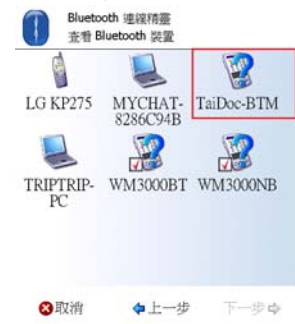 Bluetooth 連線精靈
查看 Bluetooth 裝置
LG KP275
MYCHAT-
8286C94B
TaiDoc-BTM
TRIPTRIP-
PC
WM3000BT
WM3000NB
取消
上一步
下一步